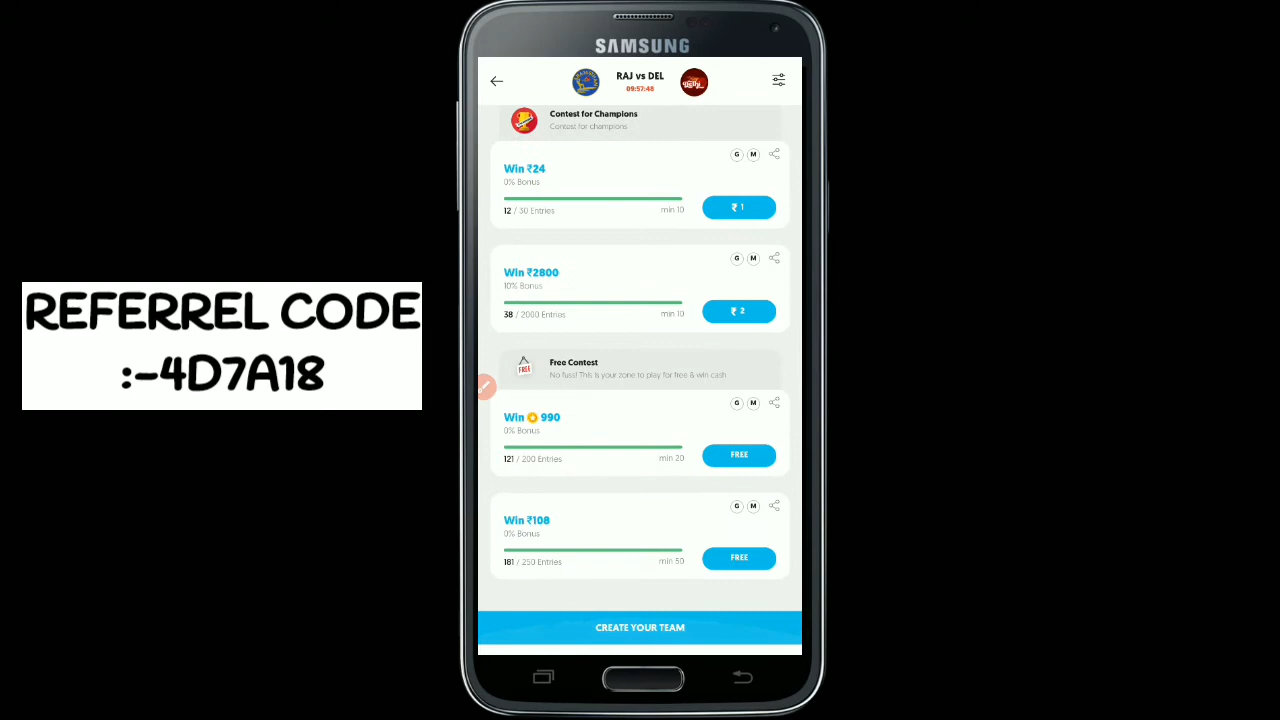 REFERREL CODE
:-4D7A18
SAMSUNG
RAJ vs DEL
09:57:48
Contest for Champions
Contest for champions
G M
Win ₹24
0% Bonus
12 / 30 Entries
min 10
₹ 1
G M
Win ₹2800
10% Bonus
38 / 2000 Entries
min 10
₹ 2
FREE
Free Contest
No fuss! This is your zone to play for free & win cash
G M
Win 990
0% Bonus
121 / 200 Entries
min 20
FREE
G M
Win ₹108
0% Bonus
181 / 250 Entries
min 50
FREE
CREATE YOUR TEAM